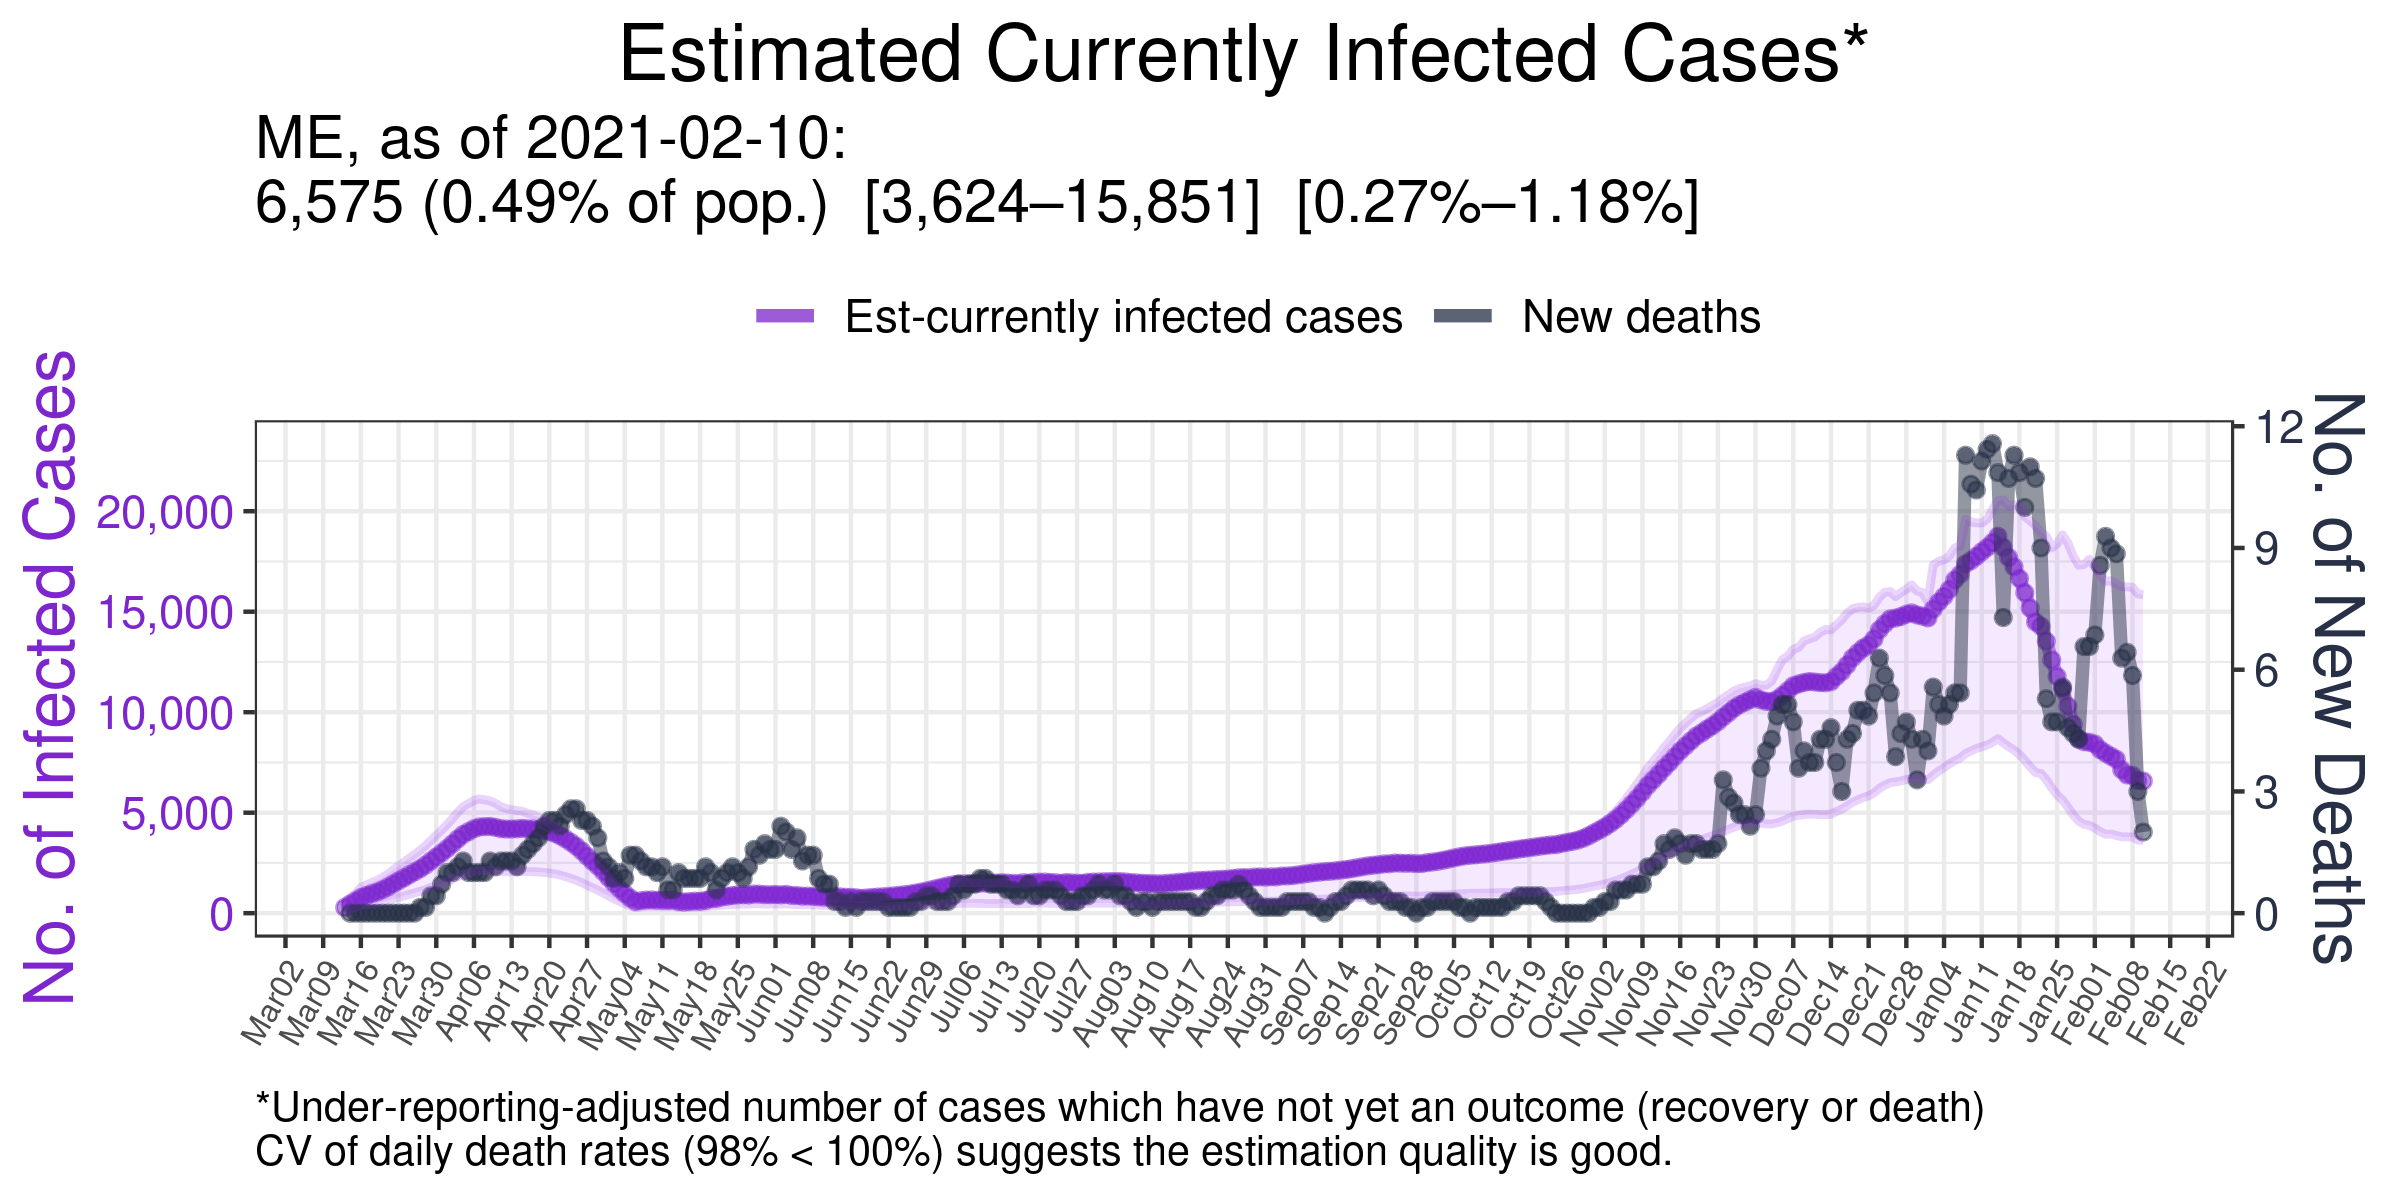 Estimated Currently Infected Cases*
ME, as of 2021-02-10:
6,575 (0.49% of pop.) [3,624–15,851] [0.27%–1.18%]
Est-currently infected cases New deaths
No. of Infected Cases
20,000
15,000
10,000
5,000
0
12
9
6
3
0
No. of New Deaths
Mar02 Mar09 Mar16 Mar23 Mar30 Apr06 Apr13 Apr20 Apr27 May04 May11 May18 May25 Jun01 Jun08 Jun15 Jun22 Jun29 Jul06 Jul13 Jul20 Jul27 Aug03 Aug10 Aug17 Aug24 Aug31 Sep07 Sep14 Sep21 Sep28 Oct05 Oct12 Oct19 Oct26 Nov02 Nov09 Nov16 Nov23 Nov30 Dec07 Dec14 Dec21 Dec28 Jan04 Jan11 Jan18 Jan25 Feb01 Feb08 Feb15 Feb22
*Under-reporting-adjusted number of cases which have not yet an outcome (recovery or death)
CV of daily death rates (98% < 100%) suggests the estimation quality is good.